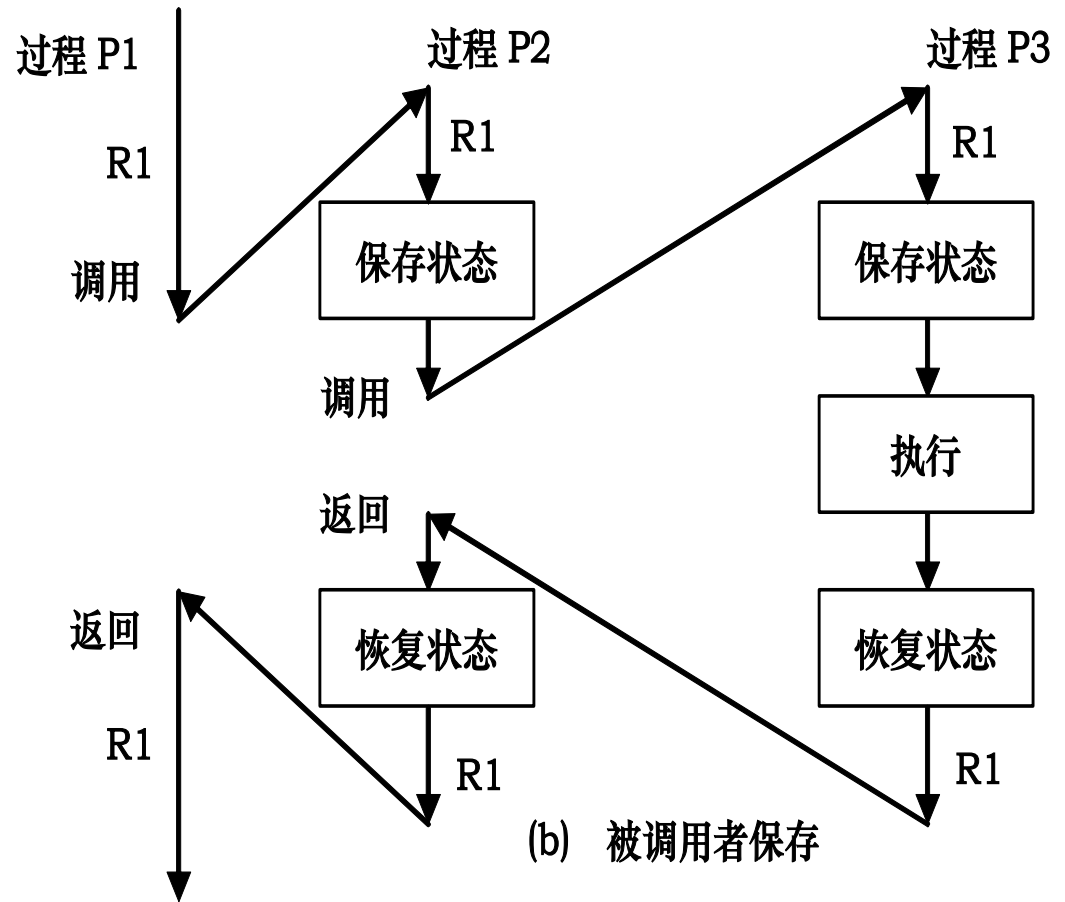 过程 P1
过程 P2
过程 P3
R1
R1
R1
调用
保存状态
保存状态
调用
执行
返回
返回
恢复状态
恢复状态
R1
R1
R1
(b) 被调用者保存